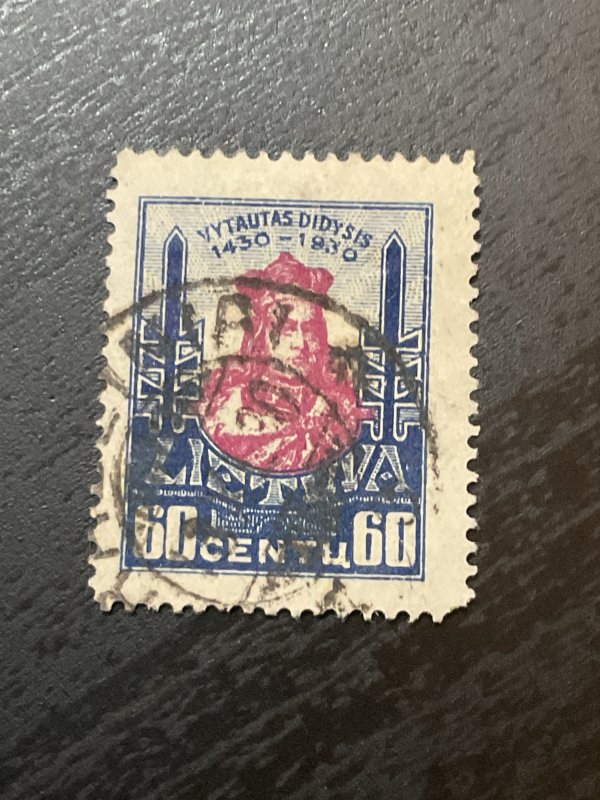 VYTAUTAS DIDYSIS
1430 - 1930
LIETUVA
60 CENTŲ 60